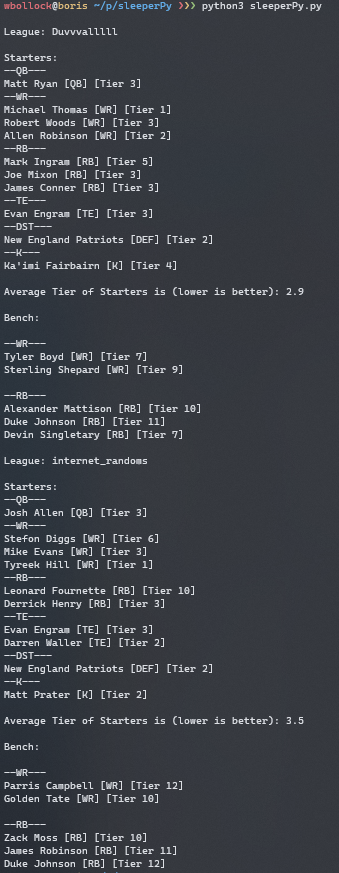 wbollock@boris ~/p/sleeperPy ❯❯❯ python3 sleeperPy.py
League: Duvvvalllll
Starters:
--QB---
Matt Ryan [QB] [Tier 3]
--WR---
Michael Thomas [WR] [Tier 1]
Robert Woods [WR] [Tier 3]
Allen Robinson [WR] [Tier 2]
--RB---
Mark Ingram [RB] [Tier 5]
Joe Mixon [RB] [Tier 3]
James Conner [RB] [Tier 3]
--TE---
Evan Engram [TE] [Tier 3]
--DST---
New England Patriots [DEF] [Tier 2]
--K---
Ka'imi Fairbairn [K] [Tier 4]
Average Tier of Starters is (lower is better): 2.9
Bench:
--WR---
Tyler Boyd [WR] [Tier 7]
Sterling Shepard [WR] [Tier 9]
--RB---
Alexander Mattison [RB] [Tier 10]
Duke Johnson [RB] [Tier 11]
Devin Singletary [RB] [Tier 7]
League: internet_randoms
Starters:
--QB---
Josh Allen [QB] [Tier 3]
--WR---
Stefon Diggs [WR] [Tier 6]
Mike Evans [WR] [Tier 3]
Tyreek Hill [WR] [Tier 1]
--RB---
Leonard Fournette [RB] [Tier 10]
Derrick Henry [RB] [Tier 3]
--TE---
Evan Engram [TE] [Tier 3]
Darren Waller [TE] [Tier 2]
--DST---
New England Patriots [DEF] [Tier 2]
--K---
Matt Prater [K] [Tier 2]
Average Tier of Starters is (lower is better): 3.5
Bench:
--WR---
Parris Campbell [WR] [Tier 12]
Golden Tate [WR] [Tier 10]
--RB---
Zack Moss [RB] [Tier 10]
James Robinson [RB] [Tier 11]
Duke Johnson [RB] [Tier 12]